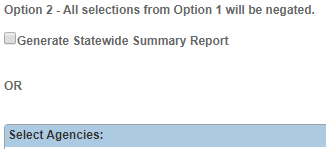 Option 2 - All selections from Option 1 will be negated.
Generate Statewide Summary Report
OR
Select Agencies: